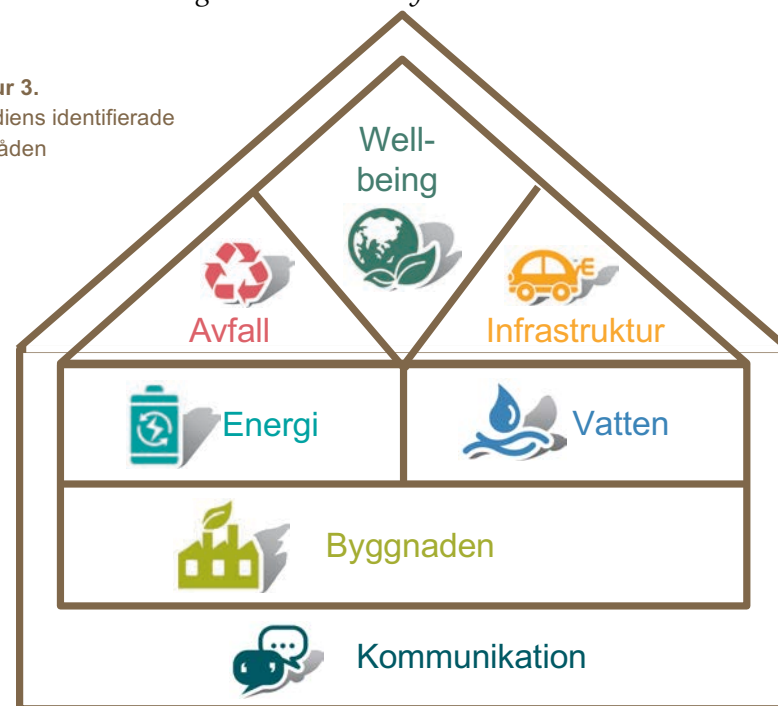 ur 3.
diens identifierade
åden
Well-
being
Avfall
Infrastruktur
Energi
Vatten
Byggnaden
Kommunikation